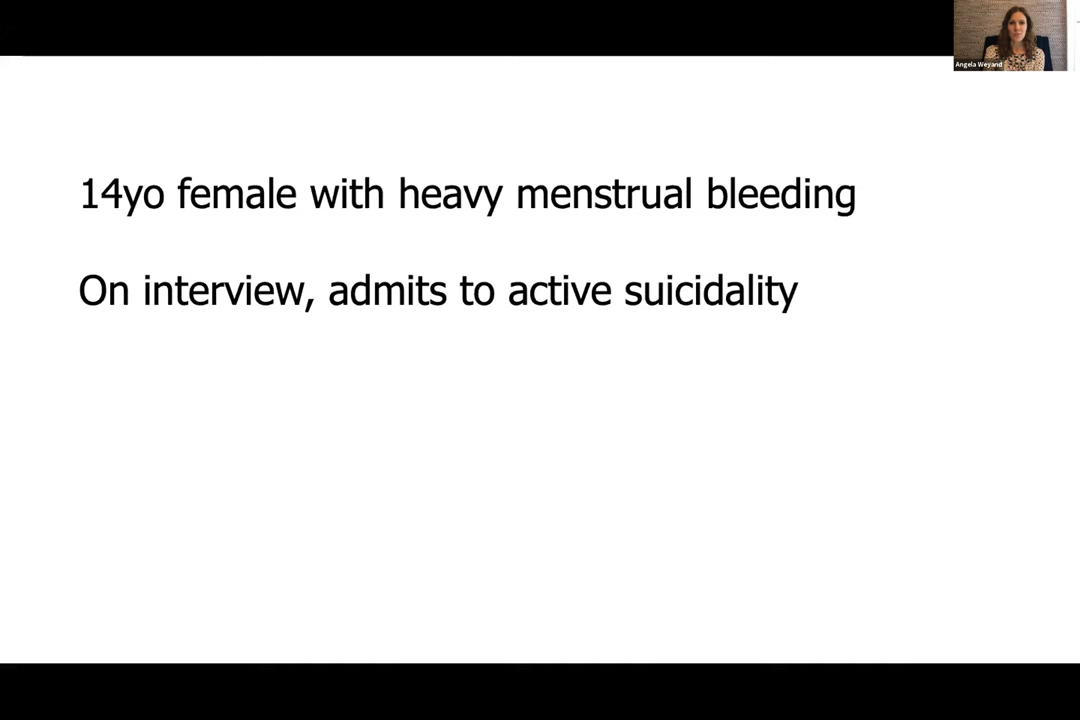 Angela Weyand
14yo female with heavy menstrual bleeding
On interview, admits to active suicidality